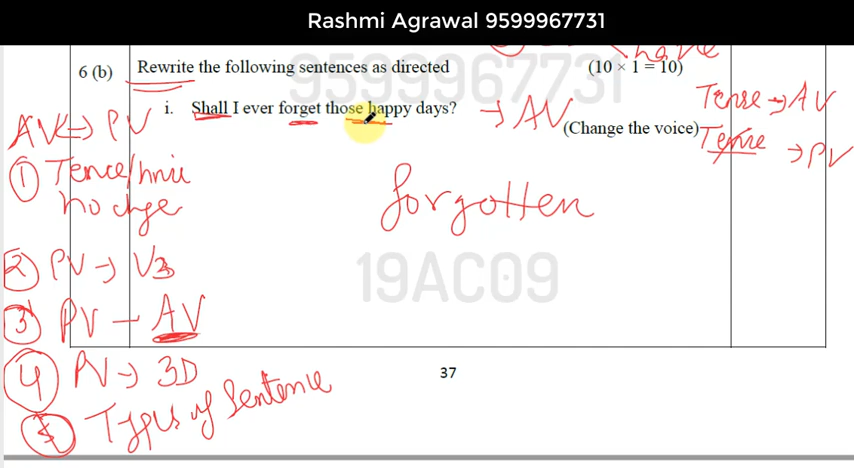 Rashmi Agrawal 9599967731
have
6 (b) Rewrite the following sentences as directed (10 × 1 = 10)
9599967731
i. Shall I ever forget those happy days? → AV
(Change the voice)
Tense → AV
Tense → PV
AV → PV
① Tence/
no chge
forgotten
② PV → V3
19AC09
③ PV – AV
④ PV → 3D
37
Types of Sentence